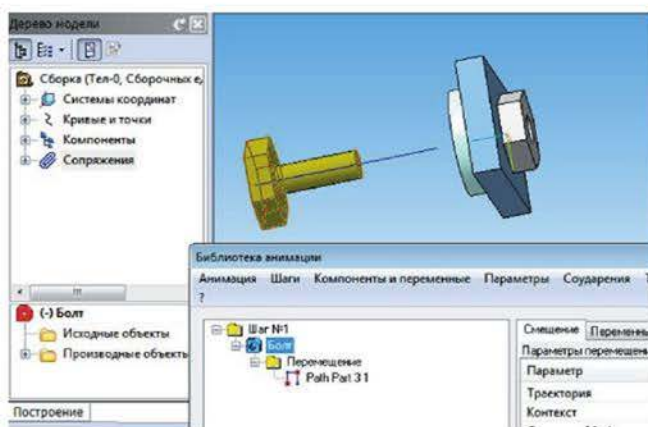 Дерево модели
Сборка (Тел-0, Сборочных е
Системы координат
Кривые и точки
Компоненты
Сопряжения
(-) Болт
Исходные объекты
Производные объекты
Построение
Библиотека анимации
Анимация Шаги Компоненты и переменные Параметры Соударения
?
Шаг №1
Болт
Перемещение
Path Part 3 1
Смещение Переменны
Параметры перемещени
Параметр
Траектория
Контекст